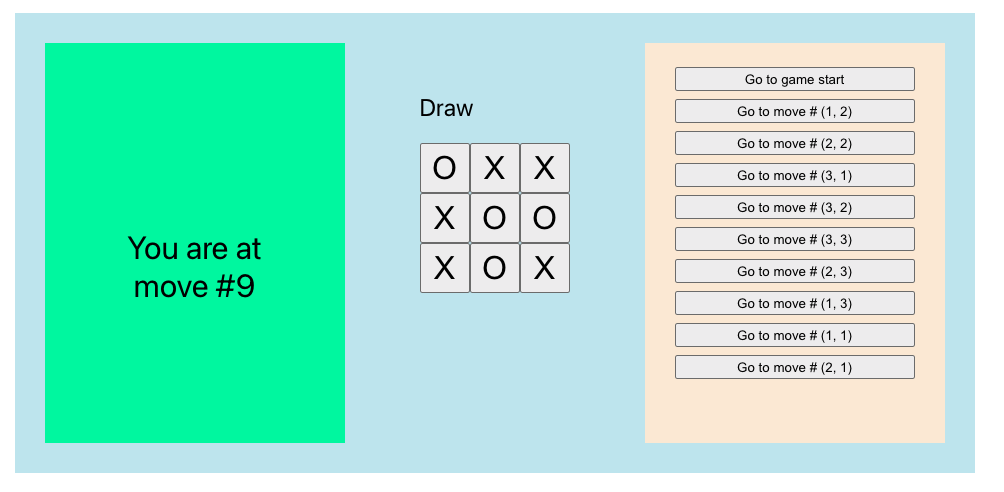 You are at
move #9
Draw
O X X
X O O
X O X
Go to game start
Go to move # (1, 2)
Go to move # (2, 2)
Go to move # (3, 1)
Go to move # (3, 2)
Go to move # (3, 3)
Go to move # (2, 3)
Go to move # (1, 3)
Go to move # (1, 1)
Go to move # (2, 1)